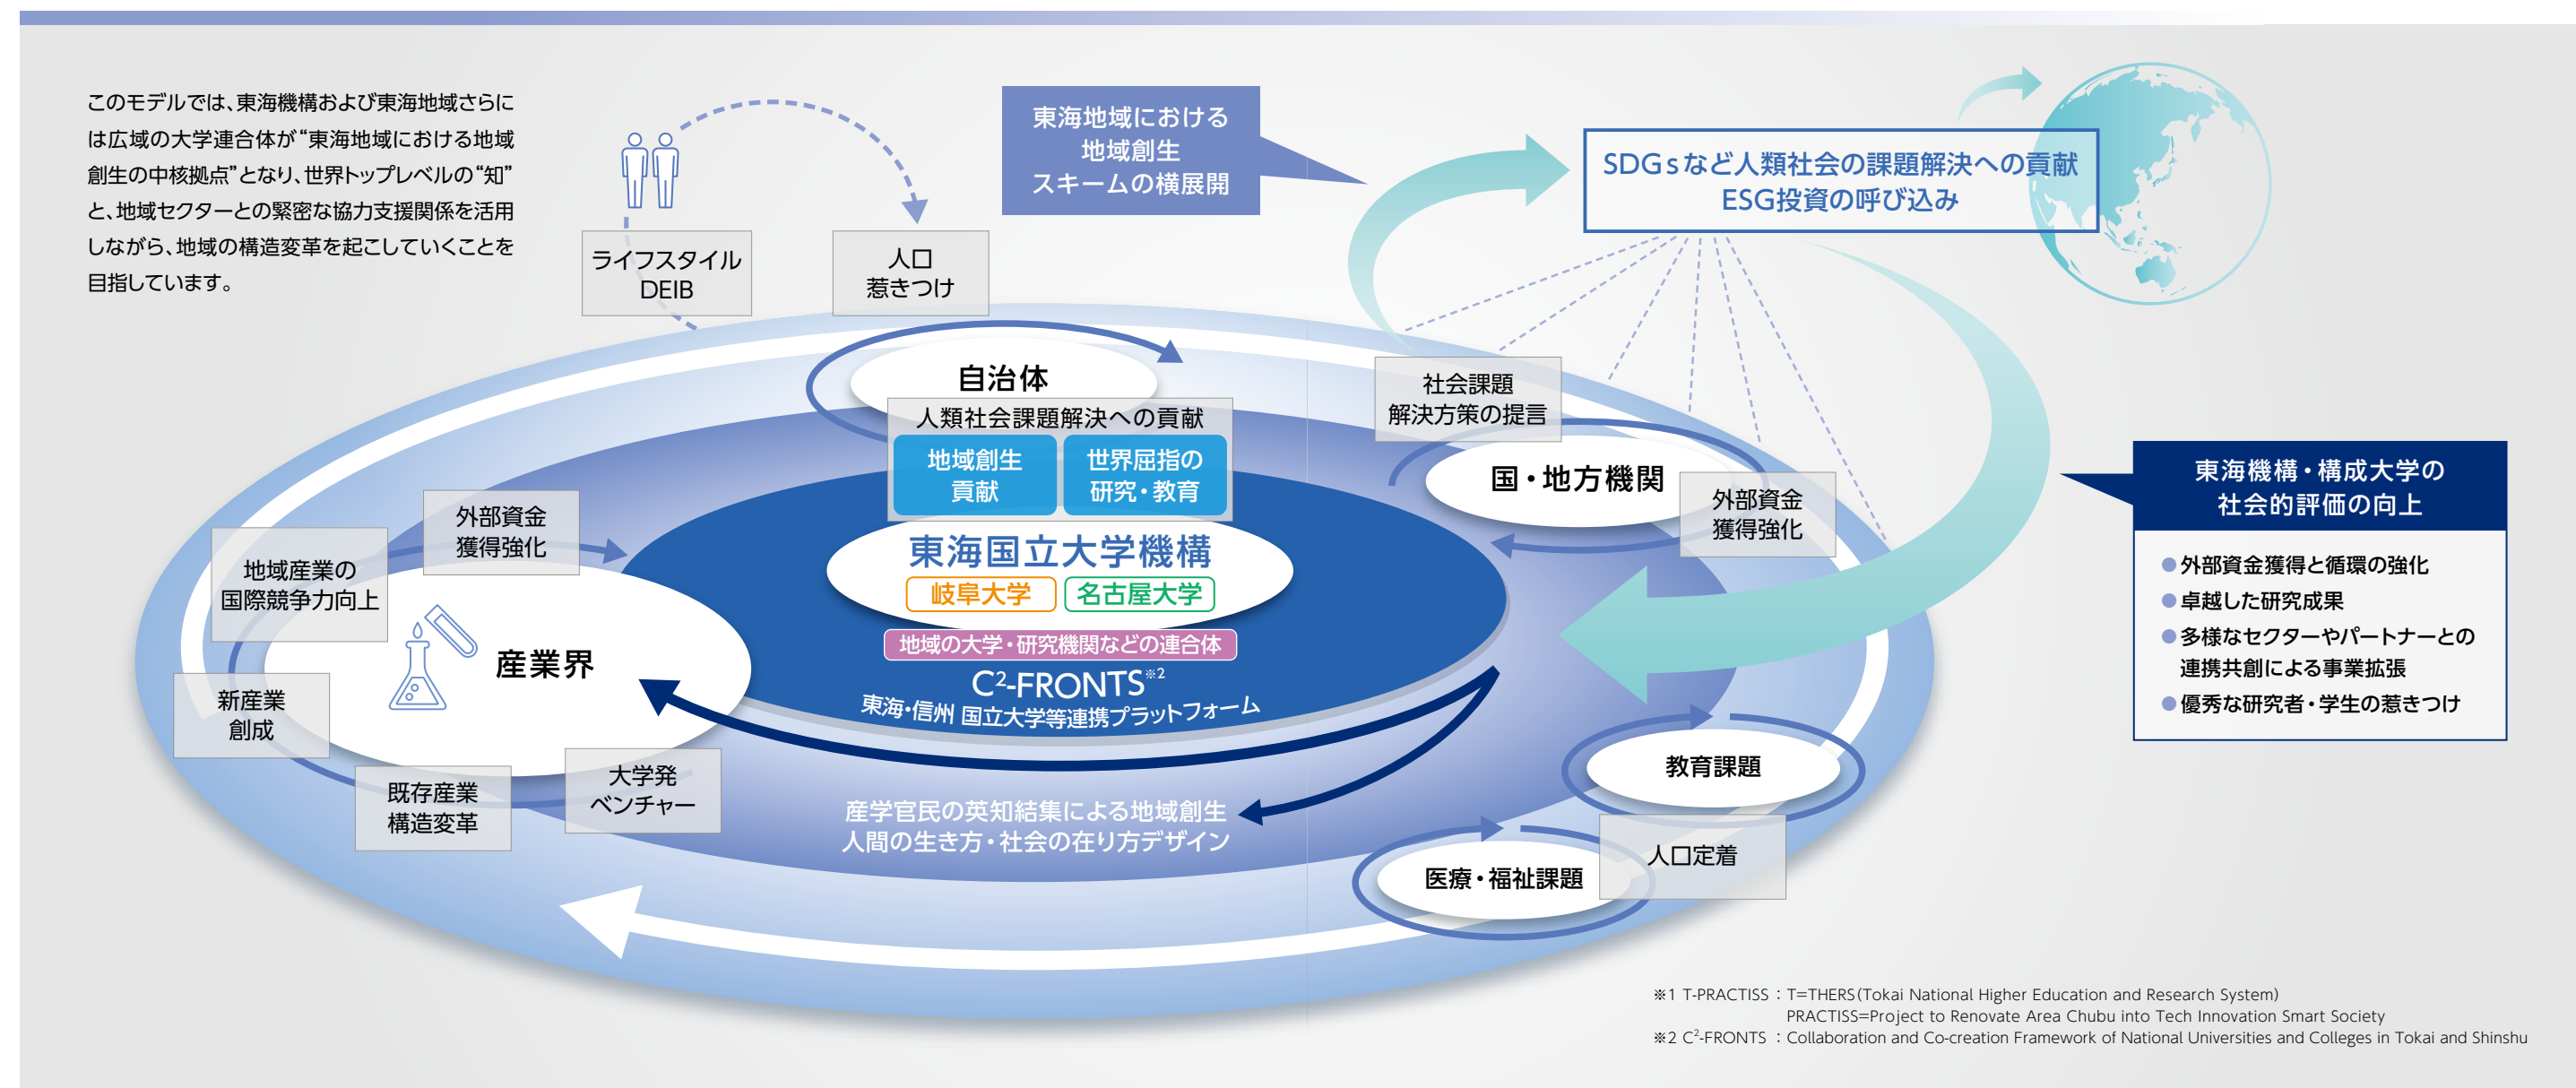 このモデルでは、東海機構および東海地域さらに
は広域の大学連合体が“東海地域における地域
創生の中核拠点”となり、世界トップレベルの“知”
と、地域セクターとの緊密な協力支援関係を活用
しながら、地域の構造変革を起こしていくことを
目指しています。
ライフスタイル
DEIB
人口
惹きつけ
東海地域における
地域創生
スキームの横展開
SDGsなど人類社会の課題解決への貢献
ESG投資の呼び込み
自治体
人類社会課題解決への貢献
地域創生
貢献
世界屈指の
研究・教育
社会課題
解決方策の提言
国・地方機関
外部資金
獲得強化
東海国立大学機構
岐阜大学
名古屋大学
地域の大学・研究機関などの連合体
C²-FRONTS※2
東海・信州 国立大学等連携プラットフォーム
外部資金
獲得強化
地域産業の
国際競争力向上
産業界
新産業
創成
既存産業
構造変革
大学発
ベンチャー
産学官民の英知結集による地域創生
人間の生き方・社会の在り方デザイン
教育課題
人口定着
医療・福祉課題
東海機構・構成大学の
社会的評価の向上
●外部資金獲得と循環の強化
●卓越した研究成果
●多様なセクターやパートナーとの
連携共創による事業拡張
●優秀な研究者・学生の惹きつけ
※1 T-PRACTISS：T=THERS(Tokai National Higher Education and Research System)
PRACTISS=Project to Renovate Area Chubu into Tech Innovation Smart Society
※2 C²-FRONTS：Collaboration and Co-creation Framework of National Universities and Colleges in Tokai and Shinshu